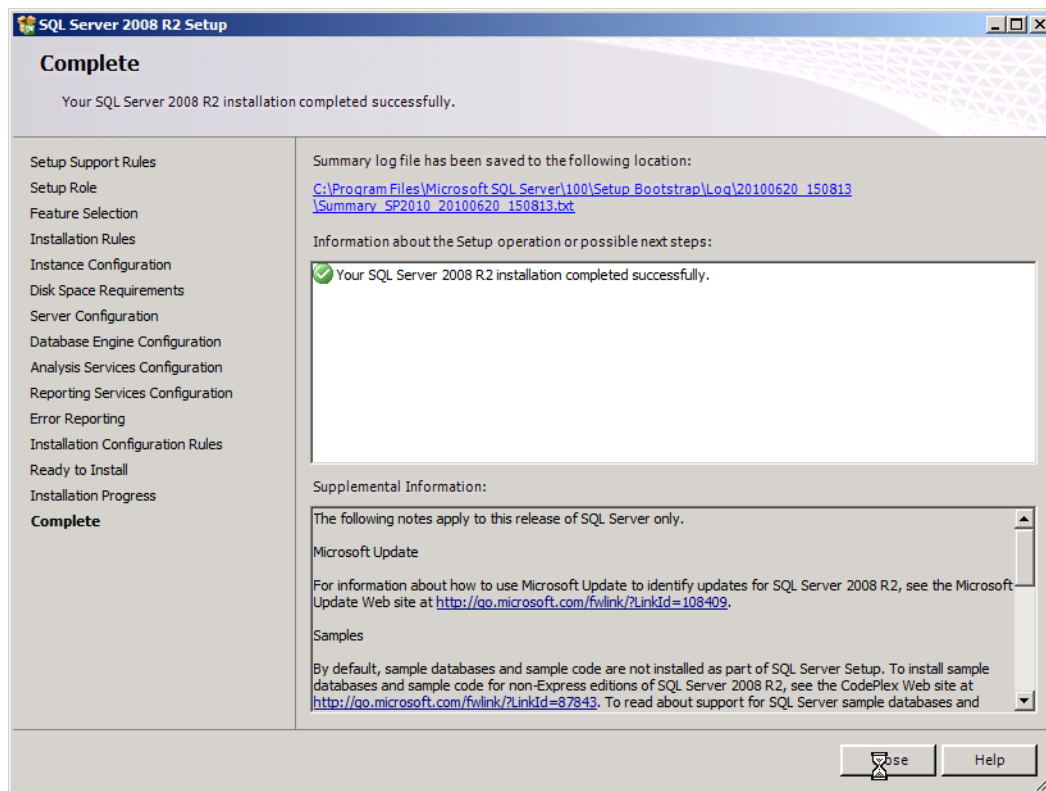 SQL Server 2008 R2 Setup
Complete
Your SQL Server 2008 R2 installation completed successfully.
Setup Support Rules
Setup Role
Feature Selection
Installation Rules
Instance Configuration
Disk Space Requirements
Server Configuration
Database Engine Configuration
Analysis Services Configuration
Reporting Services Configuration
Error Reporting
Installation Configuration Rules
Ready to Install
Installation Progress
Complete
Summary log file has been saved to the following location:
C:\Program Files\Microsoft SQL Server\100\Setup Bootstrap\Log\20100620_150813
\Summary_SP2010_20100620_150813.txt
Information about the Setup operation or possible next steps:
Your SQL Server 2008 R2 installation completed successfully.
Supplemental Information:
The following notes apply to this release of SQL Server only.
Microsoft Update
For information about how to use Microsoft Update to identify updates for SQL Server 2008 R2, see the Microsoft
Update Web site at http://go.microsoft.com/fwlink/?LinkId=108409.
Samples
By default, sample databases and sample code are not installed as part of SQL Server Setup. To install sample
databases and sample code for non-Express editions of SQL Server 2008 R2, see the CodePlex Web site at
http://go.microsoft.com/fwlink/?LinkId=87843. To read about support for SQL Server sample databases and
Help